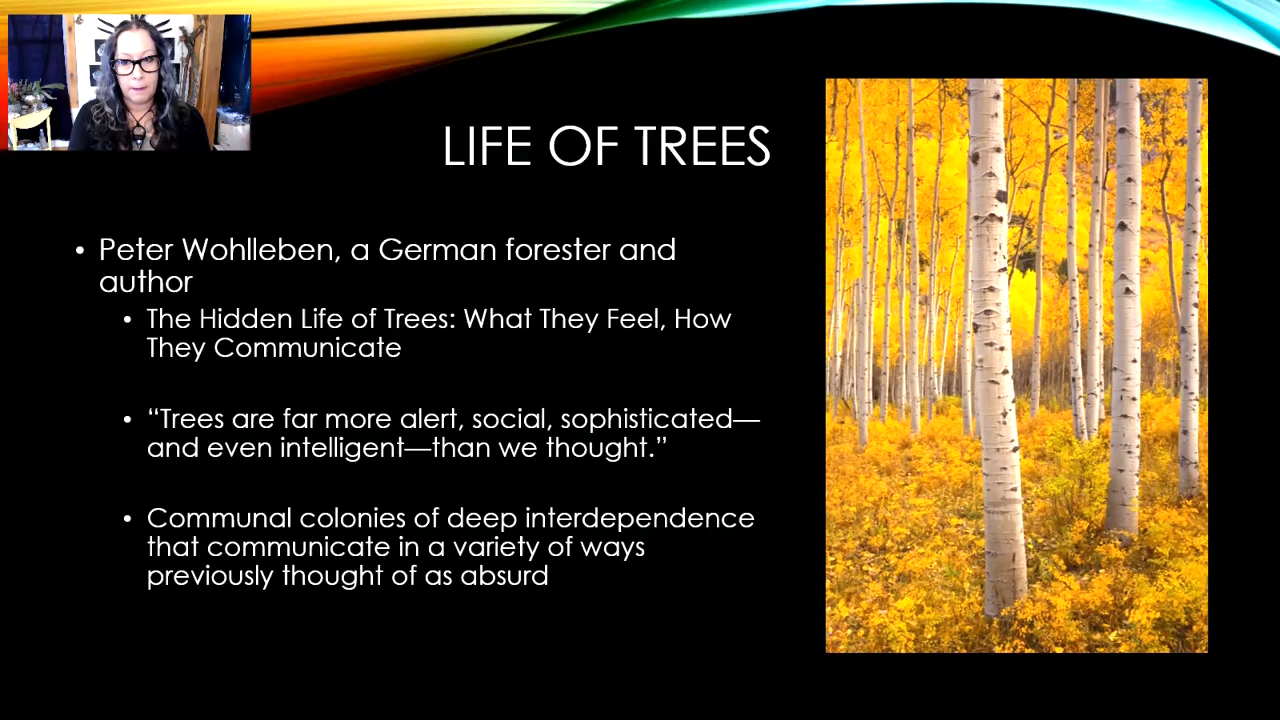 LIFE OF TREES
• Peter Wohlleben, a German forester and
author
• The Hidden Life of Trees: What They Feel, How
They Communicate
• “Trees are far more alert, social, sophisticated—
and even intelligent—than we thought.”
• Communal colonies of deep interdependence
that communicate in a variety of ways
previously thought of as absurd